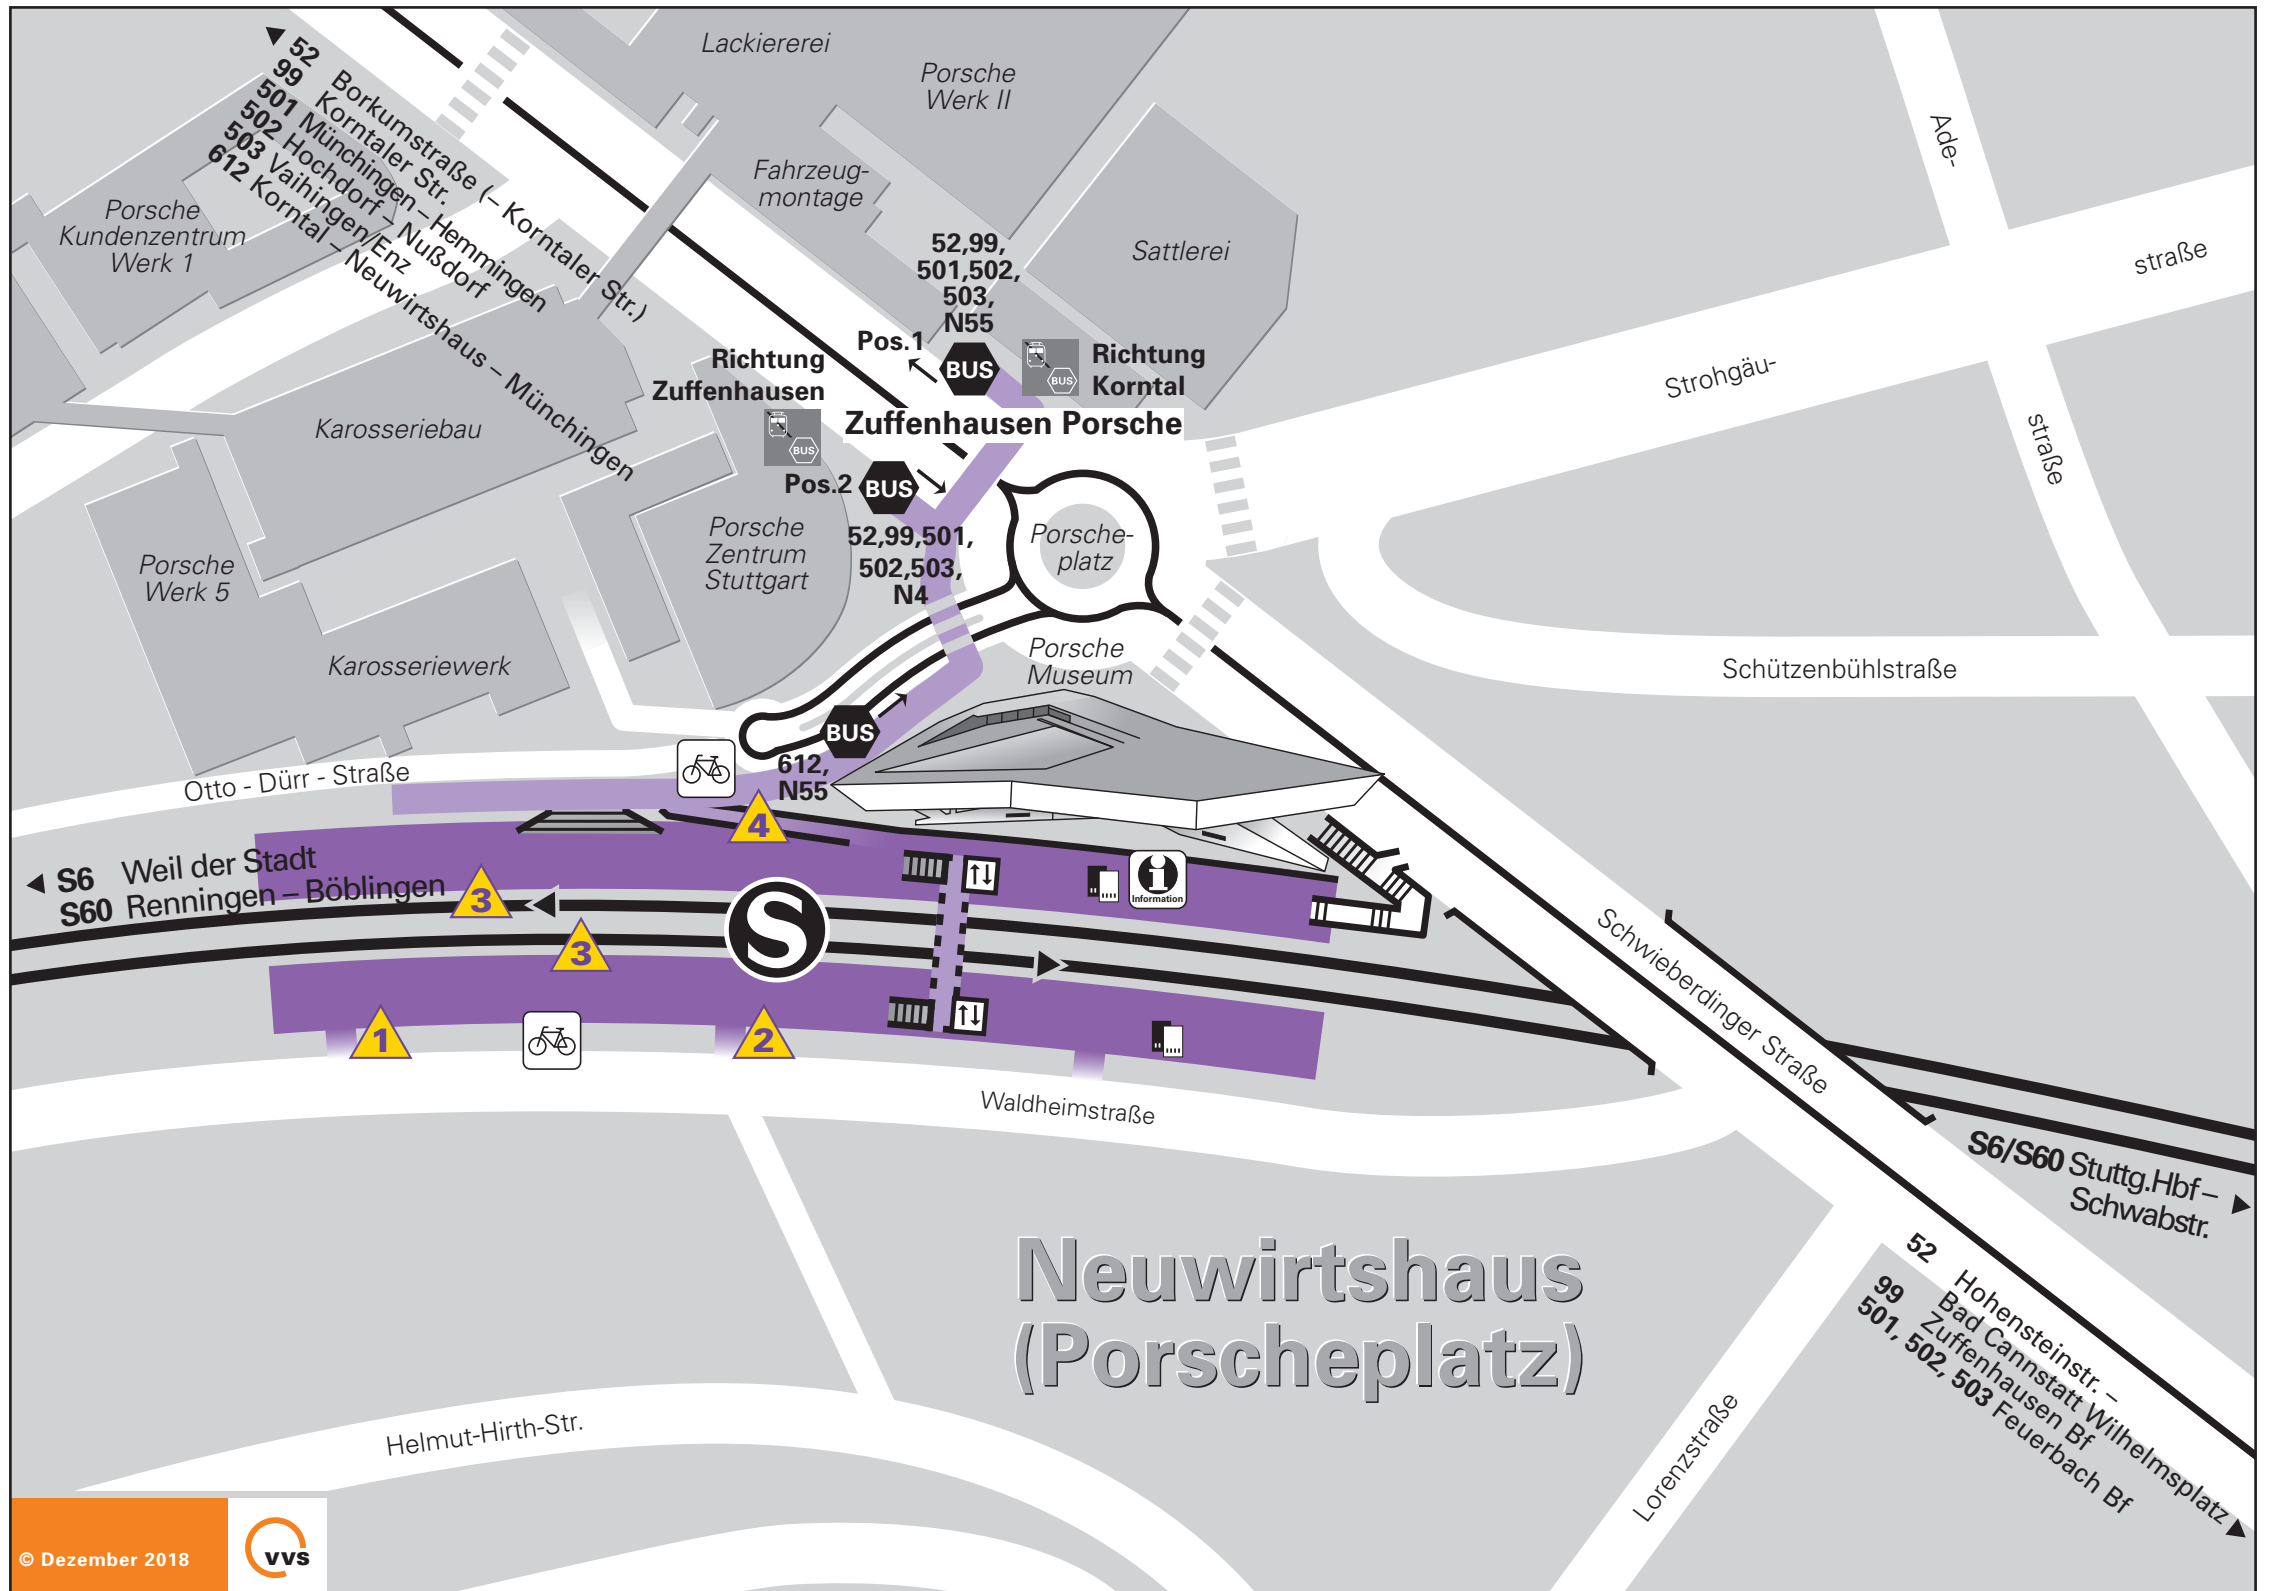 Lackiererei
Porsche
Werk II
Ade-
52 Borkumstraße (– Korntaler Str.)
99 Korntaler Str.
501 Münchingen – Hemmingen
502 Hochdorf – Nußdorf
503 Vaihingen/Enz
612 Korntal – Neuwirtshaus – Münchingen
Fahrzeug-
montage
Porsche
Kundenzentrum
Werk 1
Sattlerei
straße
52,99,
501,502,
503,
N55
Pos.1
BUS
BUS
Richtung
Korntal
Richtung
Zuffenhausen
BUS
Zuffenhausen Porsche
Strohgäu-
straße
Karosseriebau
Pos.2
BUS
52,99,501,
502,503,
N4
Porsche
Zentrum
Stuttgart
Porsche-
platz
Porsche
Werk 5
Karosseriewerk
Porsche
Museum
Schützenbühlstraße
BUS
612,
N55
Otto - Dürr - Straße
4
S6 Weil der Stadt
S60 Renningen – Böblingen
3
3
S
i
Information
1
2
Schwieberdinger Straße
Waldheimstraße
S6/S60 Stuttg.Hbf –
Schwabstr.
Neuwirtshaus
(Porscheplatz)
52 Hohensteinstr. –
Bad Cannstatt Wilhelmsplatz
99 Zuffenhausen Bf
501, 502, 503 Feuerbach Bf
Helmut-Hirth-Str.
Lorenzstraße
© Dezember 2018
vvs